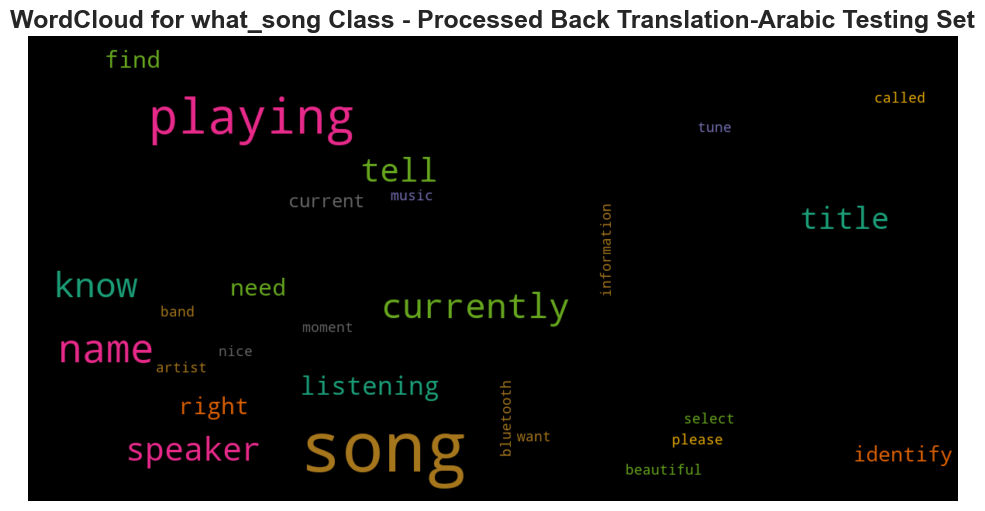 WordCloud for what_song Class - Processed Back Translation-Arabic Testing Set
find
called
playing
tune
tell
current
music
information
title
know
need
currently
band
moment
name
nice
artist
listening
right
bluetooth
select
want
please
speaker
song
identify
beautiful